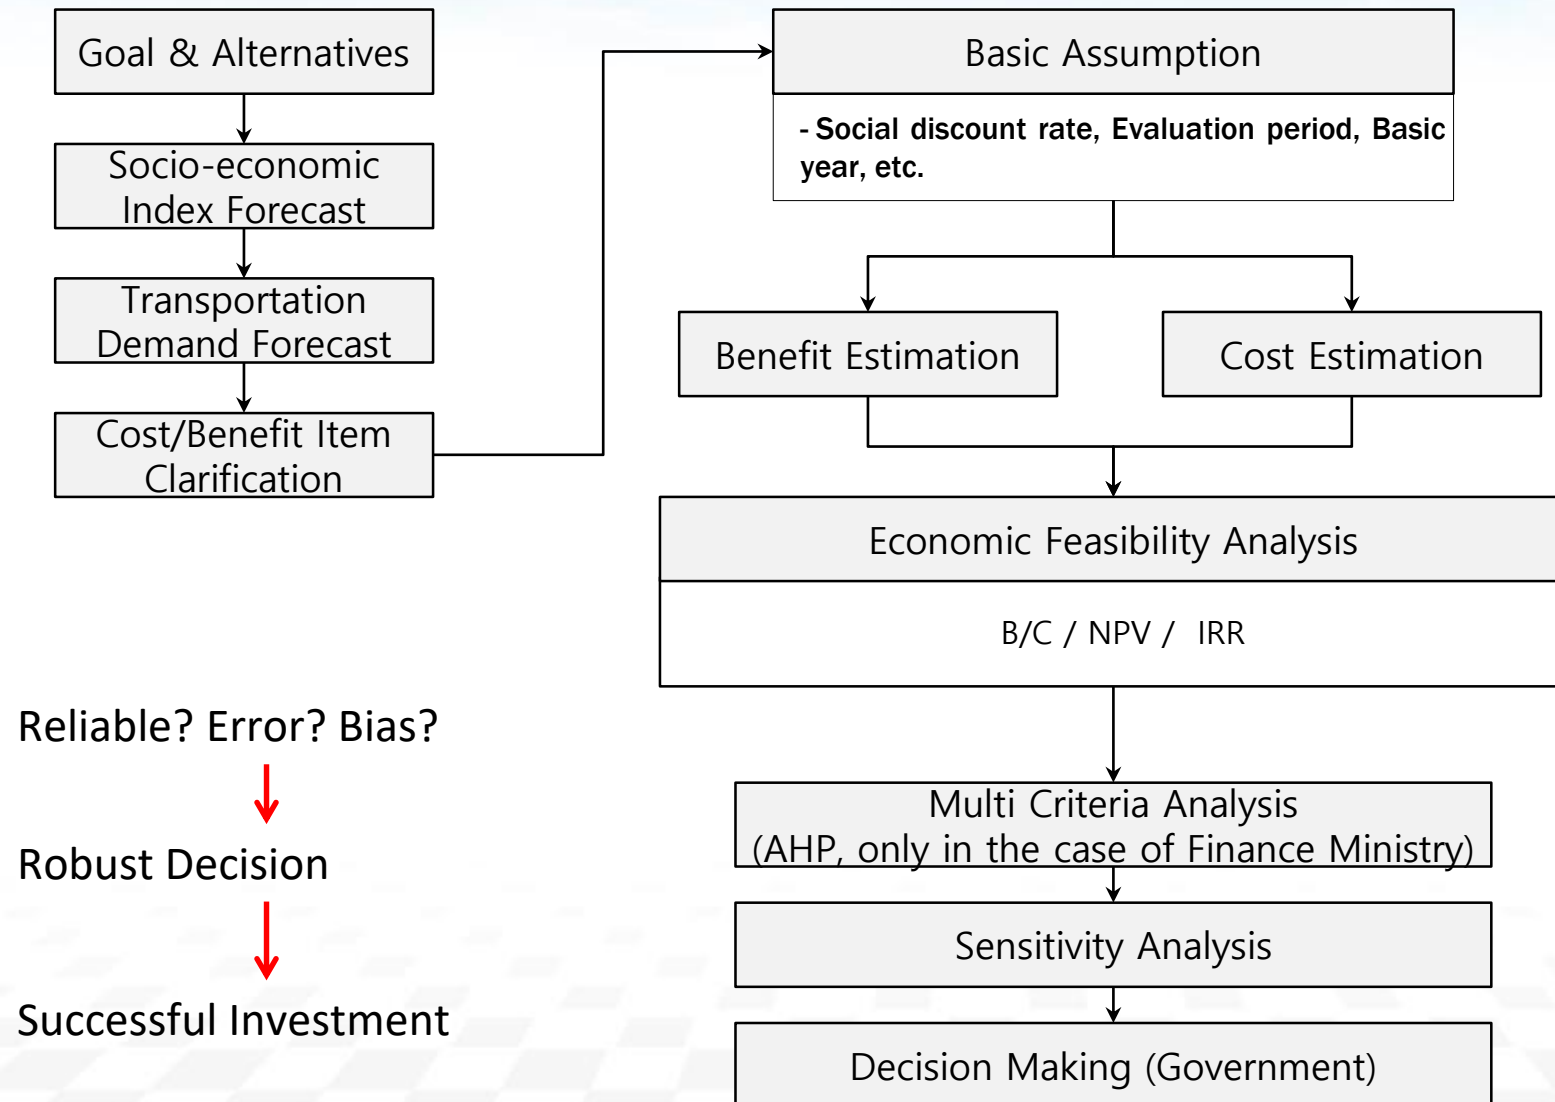 Goal & Alternatives
Socio-economic
Index Forecast
Transportation
Demand Forecast
Cost/Benefit Item
Clarification
Basic Assumption
- Social discount rate, Evaluation period, Basic
year, etc.
Benefit Estimation
Cost Estimation
Economic Feasibility Analysis
B/C / NPV / IRR
Multi Criteria Analysis
(AHP, only in the case of Finance Ministry)
Sensitivity Analysis
Decision Making (Government)
Reliable? Error? Bias?
Robust Decision
Successful Investment